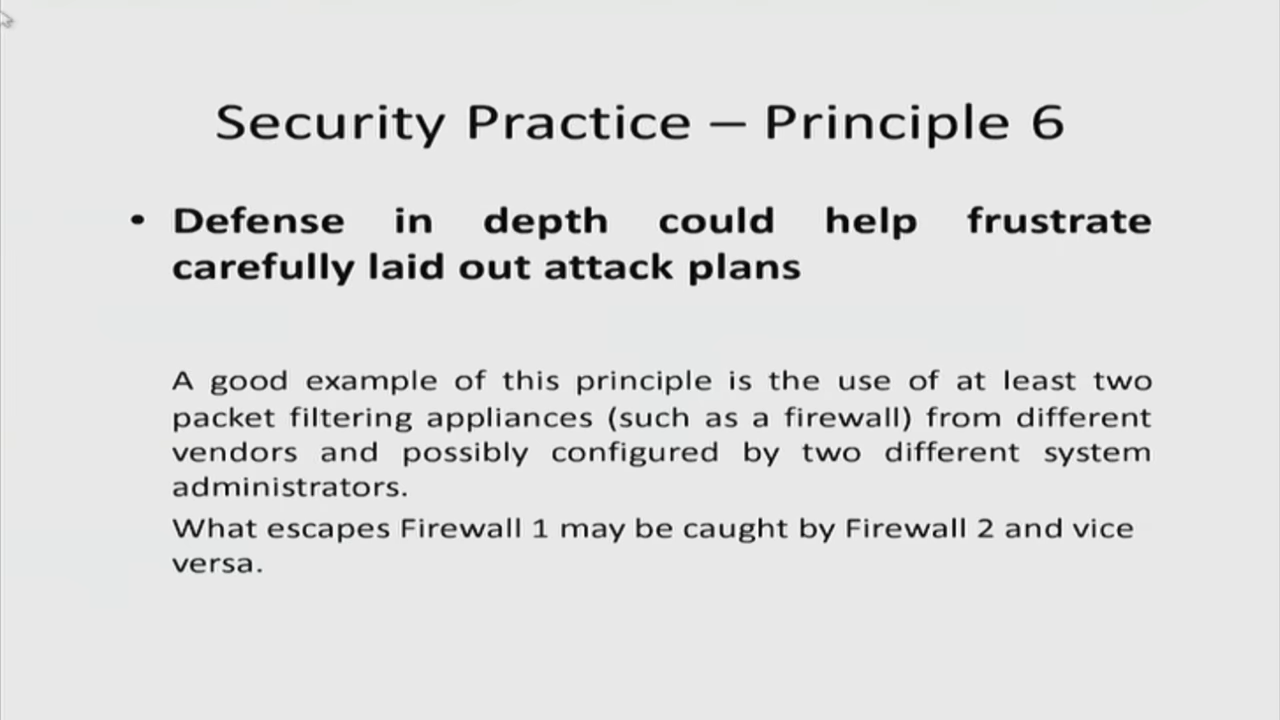 Security Practice – Principle 6
• Defense in depth could help frustrate
carefully laid out attack plans
A good example of this principle is the use of at least two
packet filtering appliances (such as a firewall) from different
vendors and possibly configured by two different system
administrators.
What escapes Firewall 1 may be caught by Firewall 2 and vice
versa.